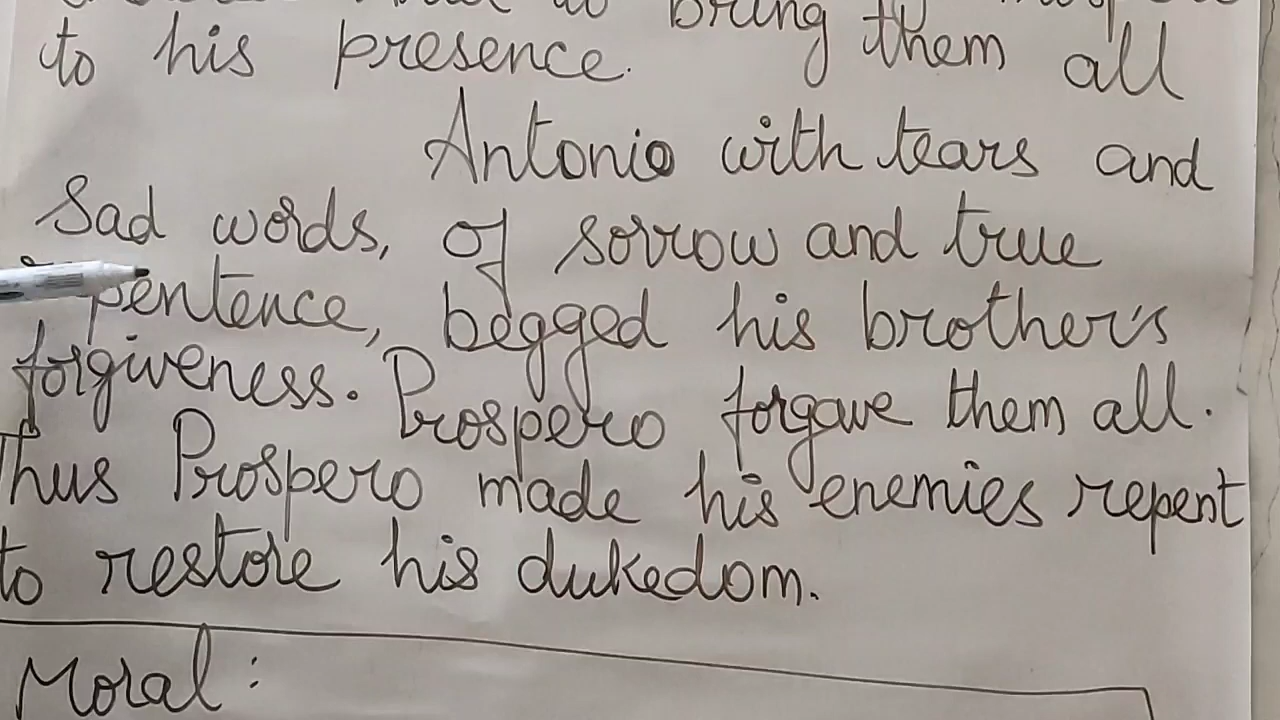 bring them all
to his presence.
Antonio with tears and
Sad words, of sorrow and true
pentence, begged his brother's
forgiveness. Prospero forgave them all.
Thus Prospero made his enemies repent
to restore his dukedom.
Moral: